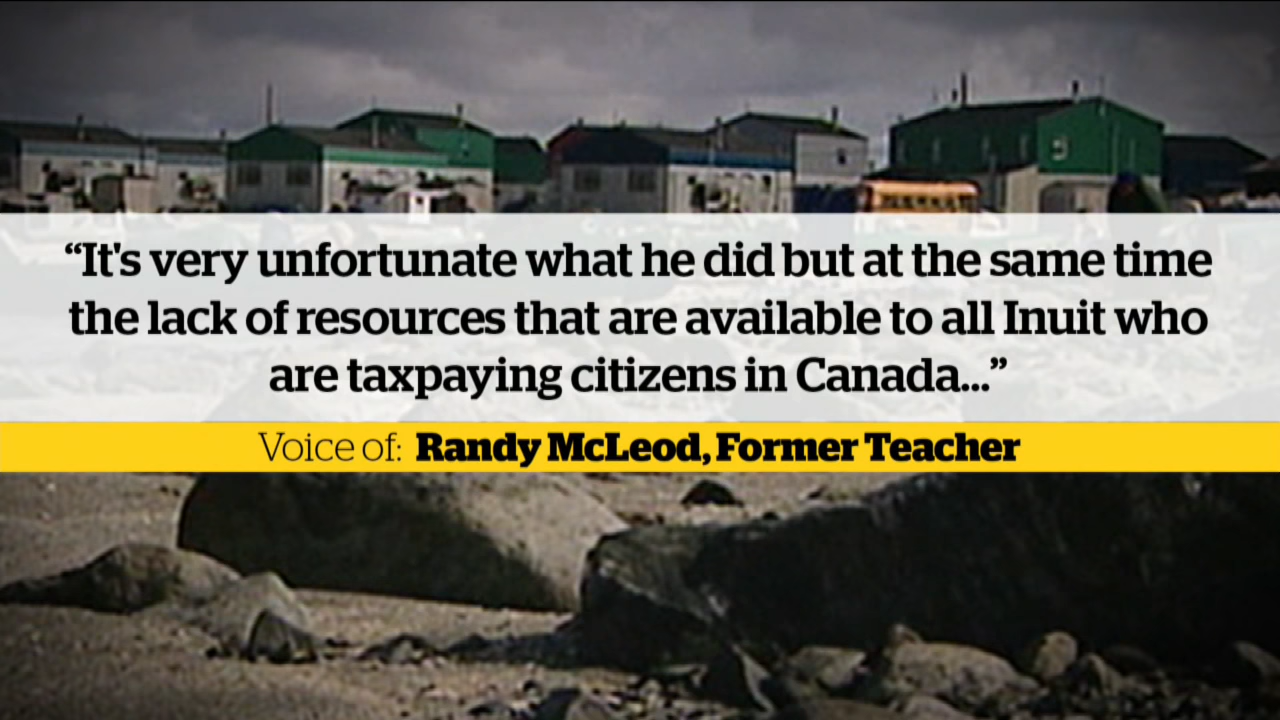 “It's very unfortunate what he did but at the same time
the lack of resources that are available to all Inuit who
are taxpaying citizens in Canada...”
Voice of: Randy McLeod, Former Teacher